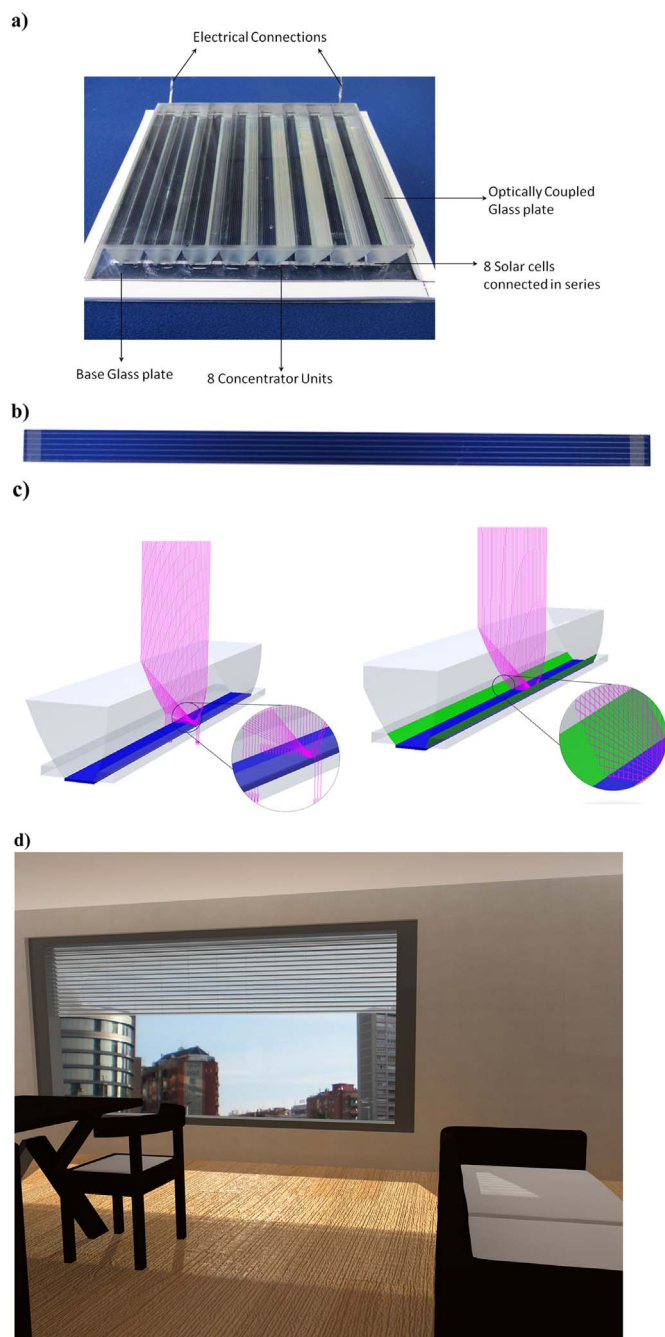 a)
Electrical Connections
Optically Coupled
Glass plate
8 Solar cells
connected in series
Base Glass plate
8 Concentrator Units
b)
c)
d)